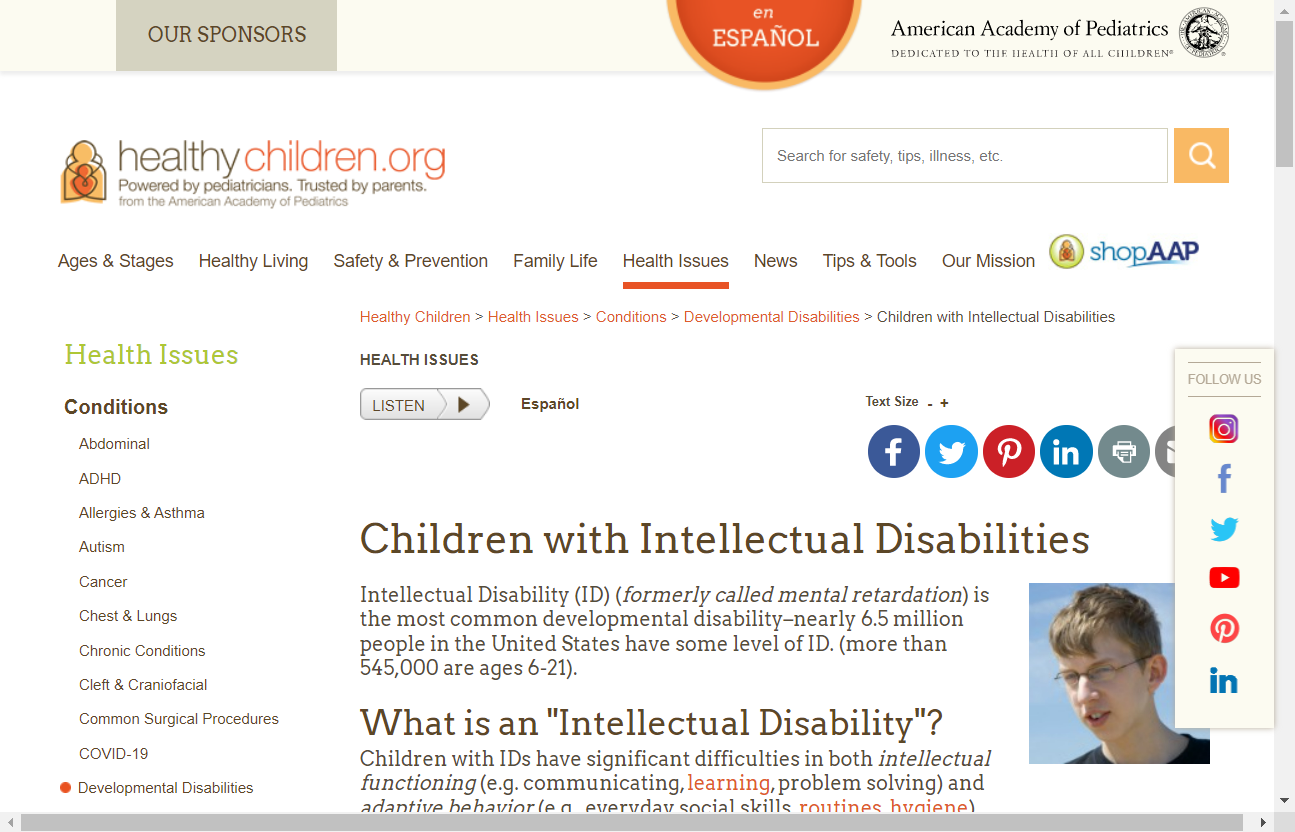 OUR SPONSORS
en
ESPAÑOL
American Academy of Pediatrics
DEDICATED TO THE HEALTH OF ALL CHILDREN®
healthychildren.org
Powered by pediatricians. Trusted by parents.
from the American Academy of Pediatrics
Search for safety, tips, illness, etc.
Ages & Stages Healthy Living Safety & Prevention Family Life Health Issues News Tips & Tools Our Mission shopAAP
Healthy Children > Health Issues > Conditions > Developmental Disabilities > Children with Intellectual Disabilities
Health Issues
Conditions
Abdominal
ADHD
Allergies & Asthma
Autism
Cancer
Chest & Lungs
Chronic Conditions
Cleft & Craniofacial
Common Surgical Procedures
COVID-19
Developmental Disabilities
HEALTH ISSUES
LISTEN
Español
Text Size - +
FOLLOW US
Children with Intellectual Disabilities
Intellectual Disability (ID) (formerly called mental retardation) is
the most common developmental disability–nearly 6.5 million
people in the United States have some level of ID. (more than
545,000 are ages 6-21).
What is an "Intellectual Disability"?
Children with IDs have significant difficulties in both intellectual
functioning (e.g. communicating, learning, problem solving) and
adaptive behavior (e.g., everyday social skills, routines, hygiene).